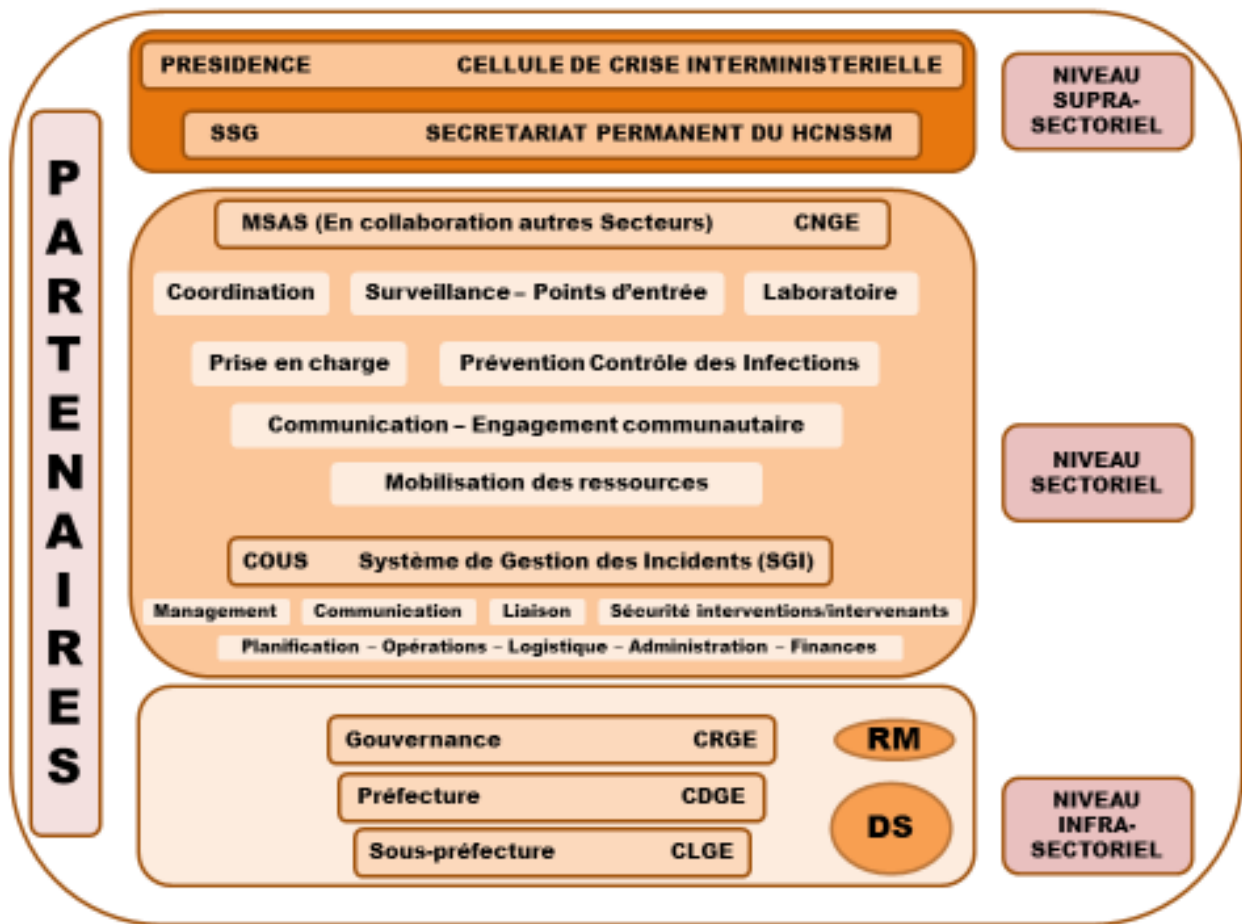 PARTENAIRES
PRESIDENCE CELLULE DE CRISE INTERMINISTERIELLE
SSG SECRETARIAT PERMANENT DU HCNSSM
NIVEAU
SUPRA-
SECTORIEL
MSAS (En collaboration autres Secteurs) CNGE
Coordination
Surveillance – Points d'entrée
Laboratoire
Prise en charge
Prévention Contrôle des Infections
Communication – Engagement communautaire
Mobilisation des ressources
NIVEAU
SECTORIEL
COUS Système de Gestion des Incidents (SGI)
Management
Communication
Liaison
Sécurité interventions/intervenants
Planification – Opérations – Logistique – Administration – Finances
Gouvernance CRGE
RM
Préfecture CDGE
DS
Sous-préfecture CLGE
NIVEAU
INFRA-
SECTORIEL